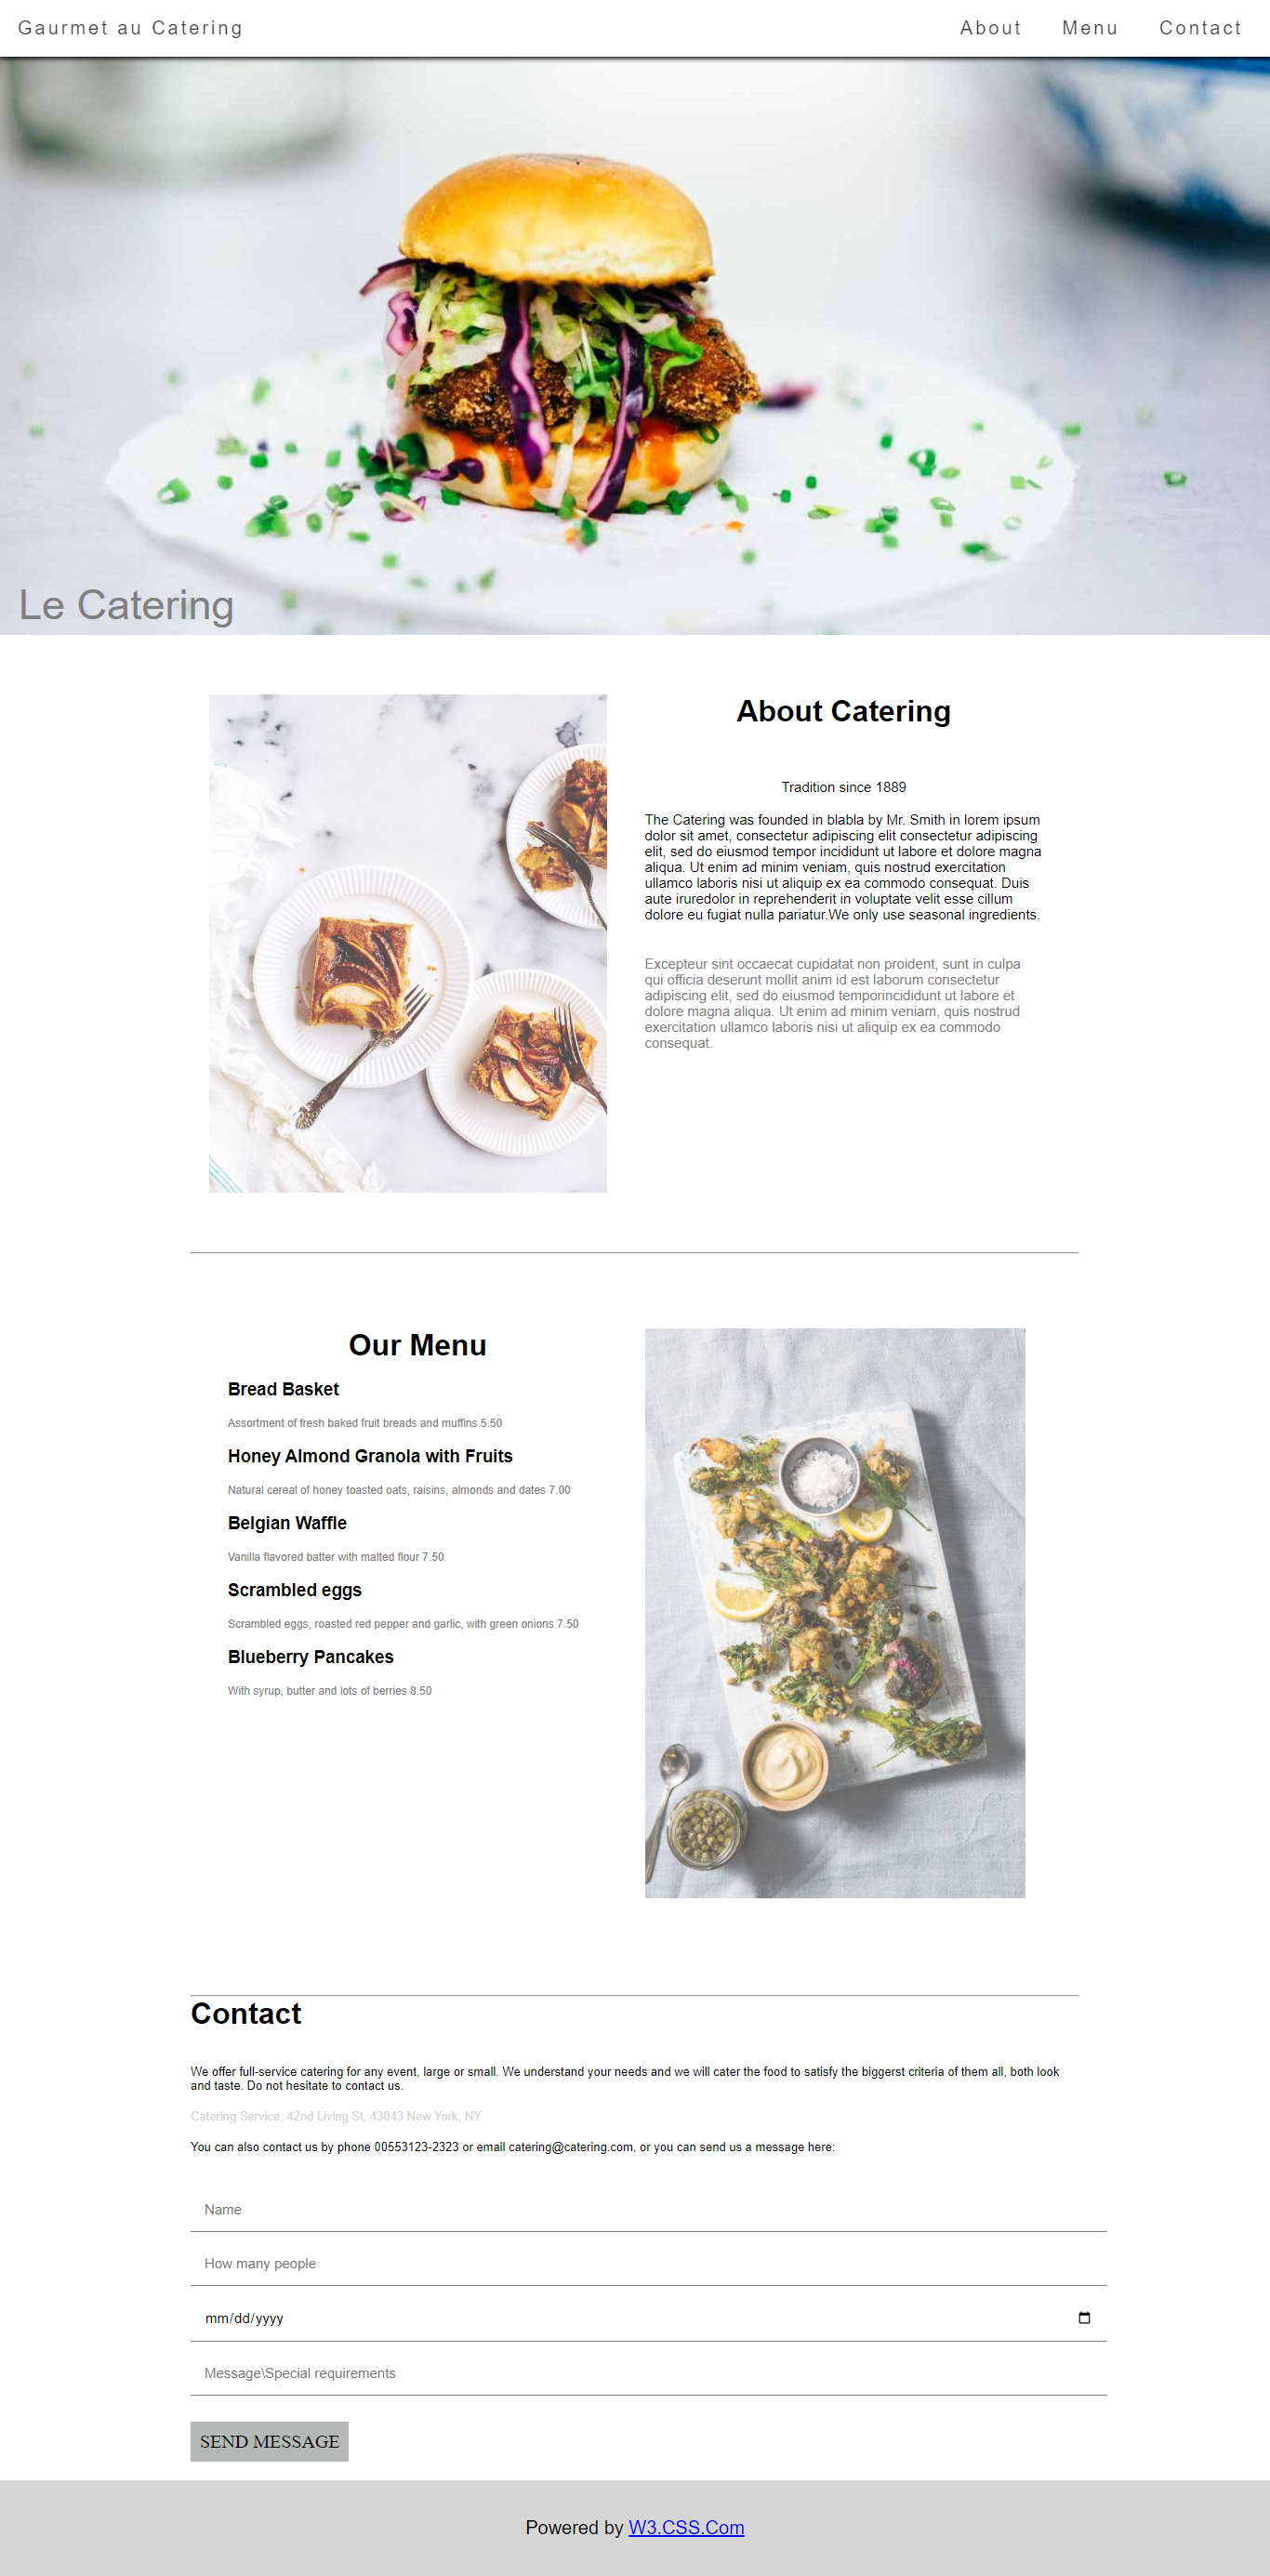 Gaurmet au Catering
About Menu Contact
Le Catering
About Catering
Tradition since 1889
The Catering was founded in blabla by Mr. Smith in lorem ipsum
dolor sit amet, consectetur adipiscing elit consectetur adipiscing
elit, sed do eiusmod tempor incididunt ut labore et dolore magna
aliqua. Ut enim ad minim veniam, quis nostrud exercitation
ullamco laboris nisi ut aliquip ex ea commodo consequat. Duis
aute iruredolor in reprehenderit in voluptate velit esse cillum
dolore eu fugiat nulla pariatur.We only use seasonal ingredients.
Excepteur sint occaecat cupidatat non proident, sunt in culpa
qui officia deserunt mollit anim id est laborum consectetur
adipiscing elit, sed do eiusmod temporincididunt ut labore et
dolore magna aliqua. Ut enim ad minim veniam, quis nostrud
exercitation ullamco laboris nisi ut aliquip ex ea commodo
consequat.
Our Menu
Bread Basket
Assortment of fresh baked fruit breads and muffins 5.50
Honey Almond Granola with Fruits
Natural cereal of honey toasted oats, raisins, almonds and dates 7.00
Belgian Waffle
Vanilla flavored batter with malted flour 7.50
Scrambled eggs
Scrambled eggs, roasted red pepper and garlic, with green onions 7.50
Blueberry Pancakes
With syrup, butter and lots of berries 8.50
Contact
We offer full-service catering for any event, large or small. We understand your needs and we will cater the food to satisfy the biggerst criteria of them all, both look
and taste. Do not hesitate to contact us.
Catering Service, 42nd Living St, 43043 New York, NY
You can also contact us by phone 00553123-2323 or email catering@catering.com, or you can send us a message here:
Name
How many people
mm/dd/yyyy
Message\Special requirements
SEND MESSAGE
Powered by W3.CSS.Com